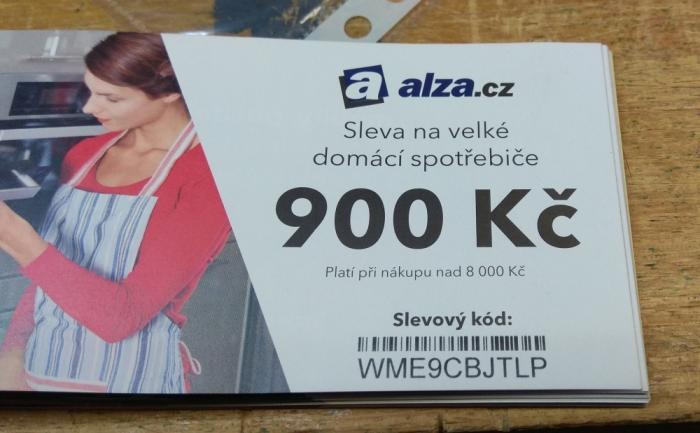 a alza.cz
Sleva na velké
domácí spotřebiče
900 Kč
Platí při nákupu nad 8 000 Kč
Slevový kód:
WME9CBJTLP